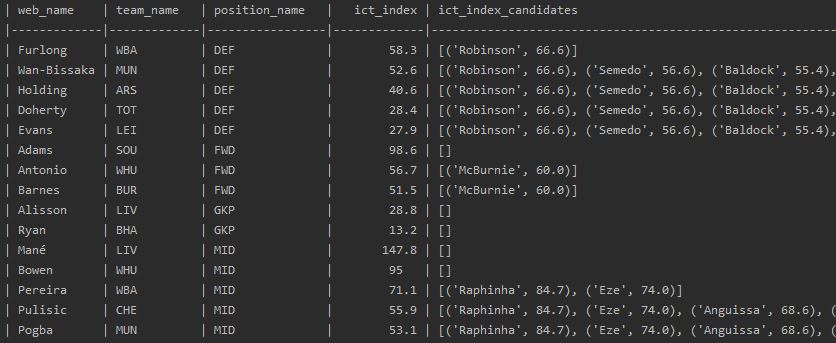 | web_name | team_name | position_name | ict_index | ict_index_candidates
|-------------+-------------+-----------------+-------------+------------------------------------------------------
| Furlong | WBA | DEF | 58.3 | [('Robinson', 66.6)]
| Wan-Bissaka | MUN | DEF | 52.6 | [('Robinson', 66.6), ('Semedo', 56.6), ('Baldock', 55.4),
| Holding | ARS | DEF | 40.6 | [('Robinson', 66.6), ('Semedo', 56.6), ('Baldock', 55.4),
| Doherty | TOT | DEF | 28.4 | [('Robinson', 66.6), ('Semedo', 56.6), ('Baldock', 55.4),
| Evans | LEI | DEF | 27.9 | [('Robinson', 66.6), ('Semedo', 56.6), ('Baldock', 55.4),
| Adams | SOU | FWD | 98.6 | []
| Antonio | WHU | FWD | 56.7 | [('McBurnie', 60.0)]
| Barnes | BUR | FWD | 51.5 | [('McBurnie', 60.0)]
| Alisson | LIV | GKP | 28.8 | []
| Ryan | BHA | GKP | 13.2 | []
| Mané | LIV | MID | 147.8 | []
| Bowen | WHU | MID | 95 | []
| Pereira | WBA | MID | 71.1 | [('Raphinha', 84.7), ('Eze', 74.0)]
| Pulisic | CHE | MID | 55.9 | [('Raphinha', 84.7), ('Eze', 74.0), ('Anguissa', 68.6), (
| Pogba | MUN | MID | 53.1 | [('Raphinha', 84.7), ('Eze', 74.0), ('Anguissa', 68.6), (